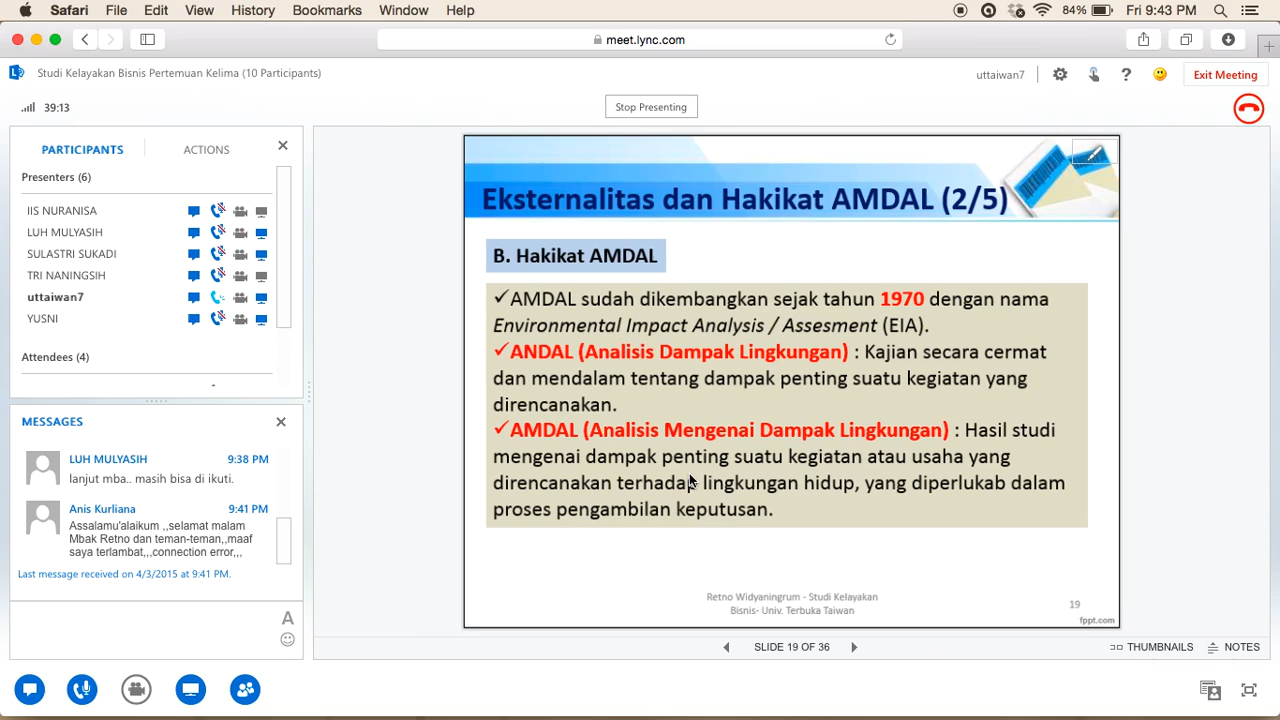 Safari File Edit View History Bookmarks Window Help 84% Fri 9:43 PM
meet.lync.com
Studi Kelayakan Bisnis Pertemuan Kelima (10 Participants) uttaiwan7 ? Exit Meeting
39:13 Stop Presenting
PARTICIPANTS ACTIONS
Presenters (6)
IIS NURANISA
LUH MULYASIH
SULASTRI SUKADI
TRI NANINGSIH
uttaiwan7
YUSNI
Attendees (4)
MESSAGES
LUH MULYASIH 9:38 PM
lanjut mba.. masih bisa di ikuti.
Anis Kurliana 9:41 PM
Assalamu'alaikum ,,selamat malam
Mbak Retno dan teman-teman,,maaf
saya terlambat,,,connection error,,,
Last message received on 4/3/2015 at 9:41 PM.
A
Eksternalitas dan Hakikat AMDAL (2/5)
B. Hakikat AMDAL
✓AMDAL sudah dikembangkan sejak tahun 1970 dengan nama
Environmental Impact Analysis / Assesment (EIA).
✓ANDAL (Analisis Dampak Lingkungan) : Kajian secara cermat
dan mendalam tentang dampak penting suatu kegiatan yang
direncanakan.
✓AMDAL (Analisis Mengenai Dampak Lingkungan) : Hasil studi
mengenai dampak penting suatu kegiatan atau usaha yang
direncanakan terhadap lingkungan hidup, yang diperlukab dalam
proses pengambilan keputusan.
Retno Widyaningrum - Studi Kelayakan
Bisnis- Univ. Terbuka Taiwan
19
fppt.com
SLIDE 19 OF 36 THUMBNAILS NOTES